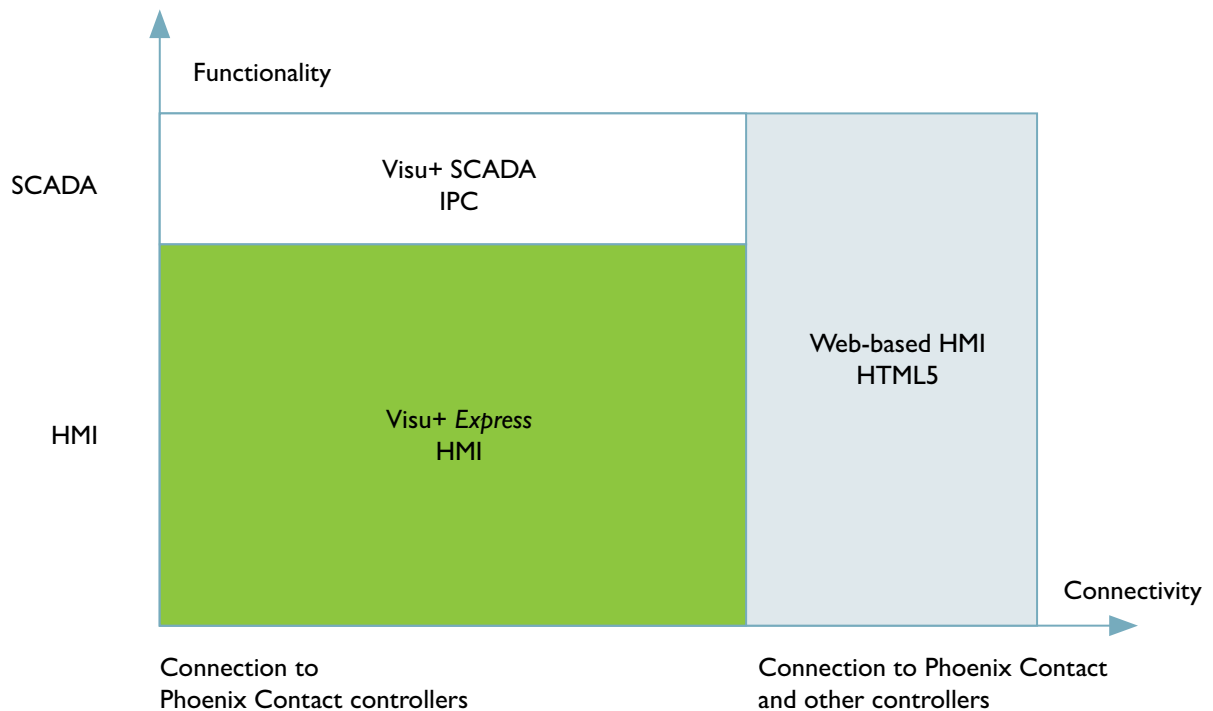 Functionality
SCADA
Visu+ SCADA
IPC
HMI
Visu+ Express
HMI
Web-based HMI
HTML5
Connectivity
Connection to
Phoenix Contact controllers
Connection to Phoenix Contact
and other controllers